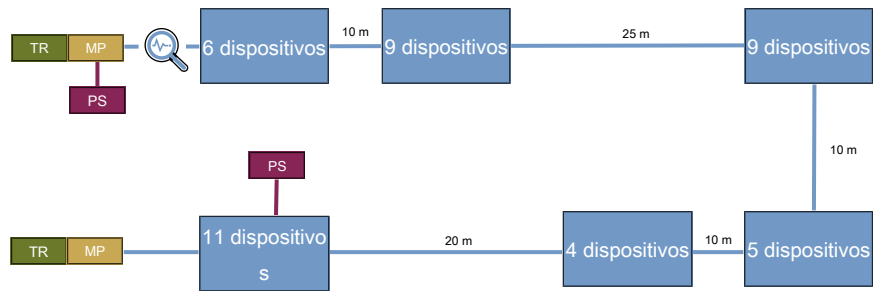 TR
MP
PS
6 dispositivos
10 m
9 dispositivos
25 m
9 dispositivos
10 m
PS
TR
MP
11 dispositivo
s
20 m
4 dispositivos
10 m
5 dispositivos